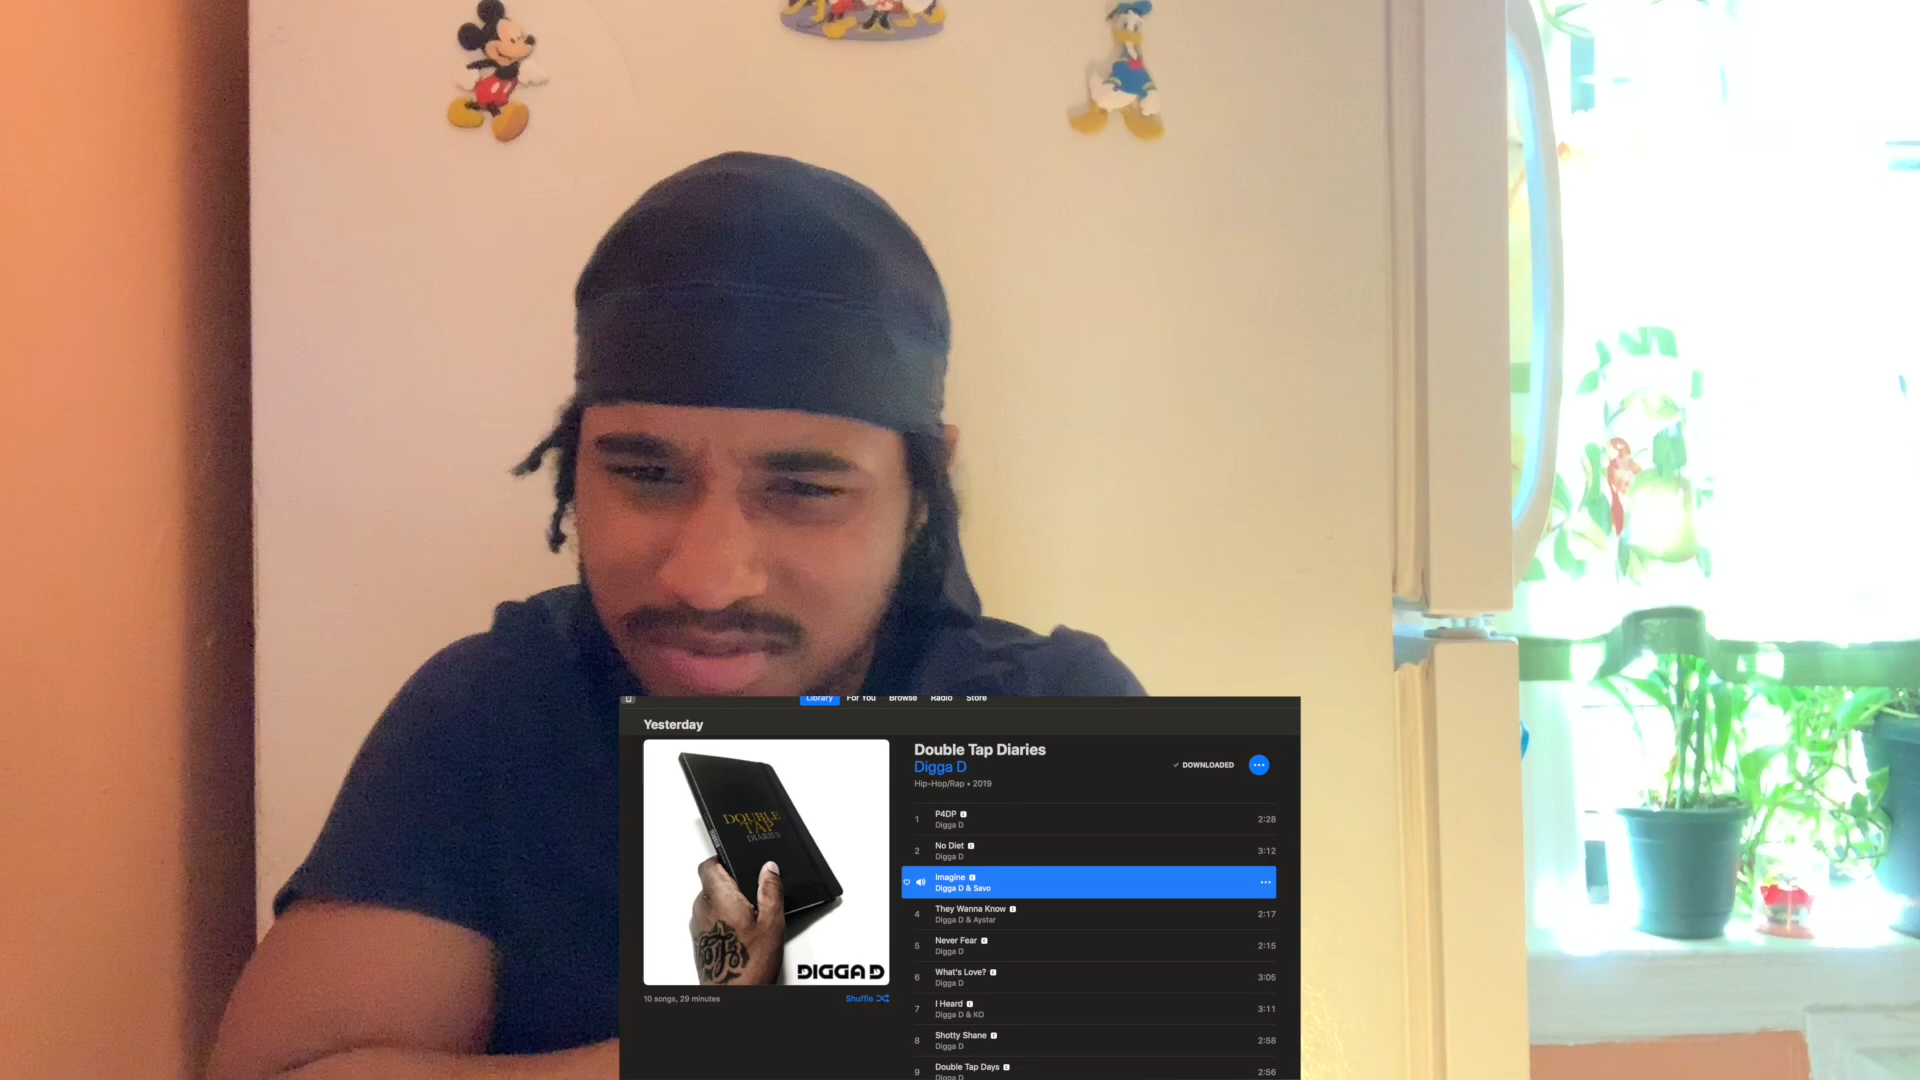 Library For You Browse Radio Store
Yesterday
DOUBLE
TAP
DIARIES
DIGGA D
10 songs, 29 minutes
Shuffle
Double Tap Diaries
Digga D
Hip-Hop/Rap • 2019
✓ DOWNLOADED
1 P4DP E 2:28
Digga D
2 No Diet E 3:12
Digga D
Imagine E
Digga D & Savo
4 They Wanna Know E 2:17
Digga D & Aystar
5 Never Fear E 2:15
Digga D
6 What's Love? E 3:05
Digga D
7 I Heard E 3:11
Digga D & KO
8 Shotty Shane E 2:58
Digga D
9 Double Tap Days E 2:56
Digga D